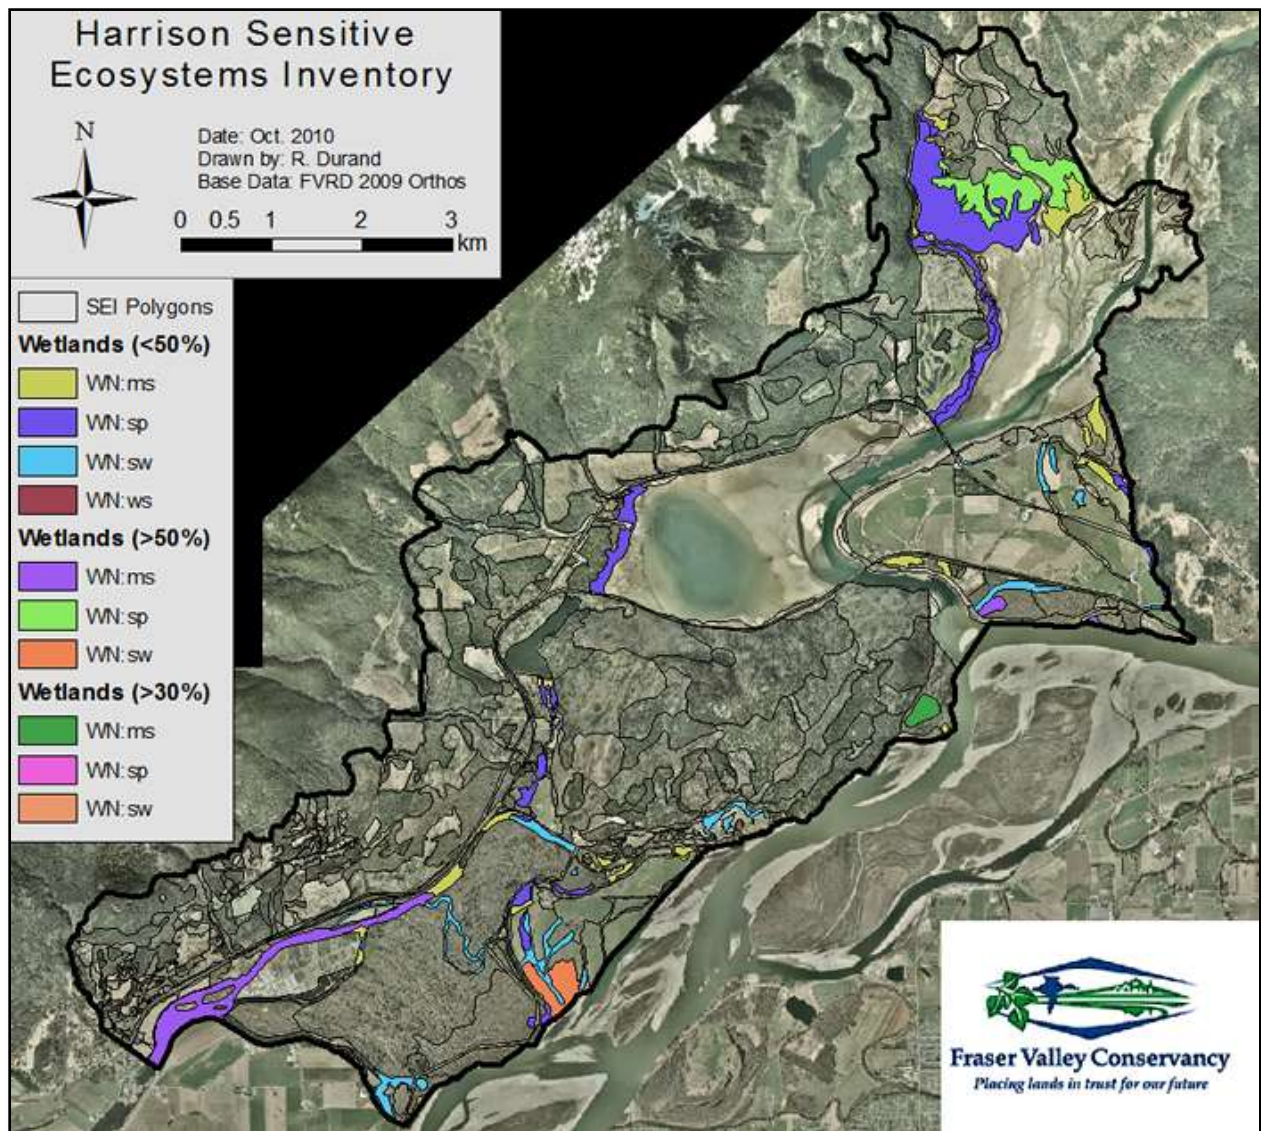 Harrison Sensitive
Ecosystems Inventory
N
Date: Oct. 2010
Drawn by: R. Durand
Base Data: FVRD 2009 Orthos
0 0.5 1 2 3
km
SEI Polygons
Wetlands (<50%)
WN:ms
WN:sp
WN:sw
WN:ws
Wetlands (>50%)
WN:ms
WN:sp
WN:sw
Wetlands (>30%)
WN:ms
WN:sp
WN:sw
Fraser Valley Conservancy
Placing lands in trust for our future